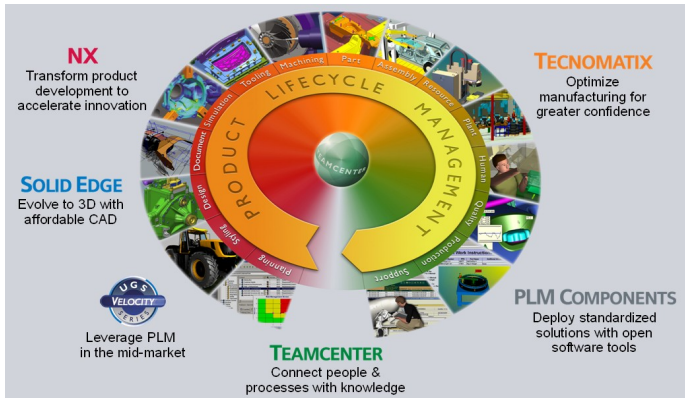 NX
Transform product
development to
accelerate innovation
SOLID EDGE
Evolve to 3D with
affordable CAD
UGS
VELOCITY
SERIES
Leverage PLM
in the mid-market
TEAMCENTER
Connect people &
processes with knowledge
TECNOMATIX
Optimize
manufacturing for
greater confidence
PLM COMPONENTS
Deploy standardized
solutions with open
software tools
PRODUCT LIFECYCLE MANAGEMENT
TEAMCENTER
Planning
Styling
Design
Document
Simulation
Tooling
Machining
Part
Assembly
Resource
Plant
Human
Quality
Production
Support